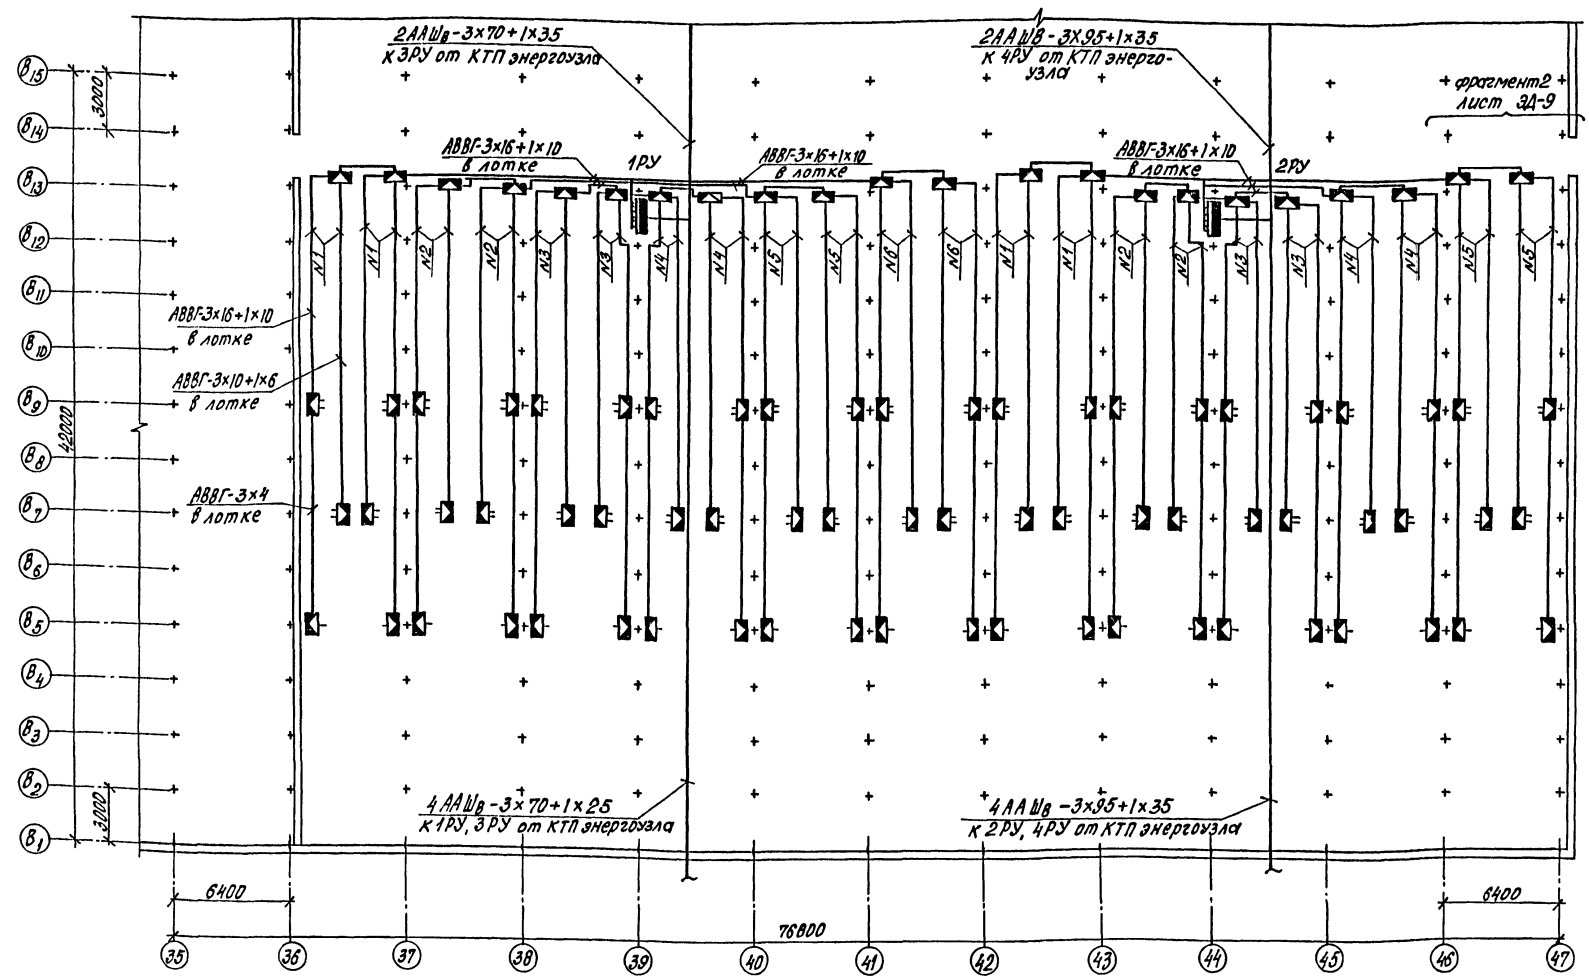 2ААШв-3×70+1×35
к 3РУ от КТП энергоузла
2ААШВ-3×95+1×35
к 4РУ от КТП энерго-
узла
фрагмент 2
лист ЭД-9
В15
3000
В14
АВВГ-3×16+1×10
в лотке
1РУ
АВВГ-3×16+1×10
в лотке
АВВГ-3×16+1×10
в лотке
2РУ
В13
В12
N1
N1
N2
N2
N3
N3
N4
N4
N5
N5
N6
N6
N1
N1
N2
N2
N3
N3
N4
N4
N5
N5
В11
АВВГ-3×16+1×10
в лотке
В10
АВВГ-3×10+1×6
в лотке
В9
42000
В8
АВВГ-3×4
в лотке
В7
В6
В5
В4
В3
В2
3000
В1
4ААШв-3×70+1×25
к 1РУ, 3РУ от КТП энергоузла
4ААШв-3×95+1×35
к 2РУ, 4РУ от КТП энергоузла
6400
6400
76800
35
36
37
38
39
40
41
42
43
44
45
46
47